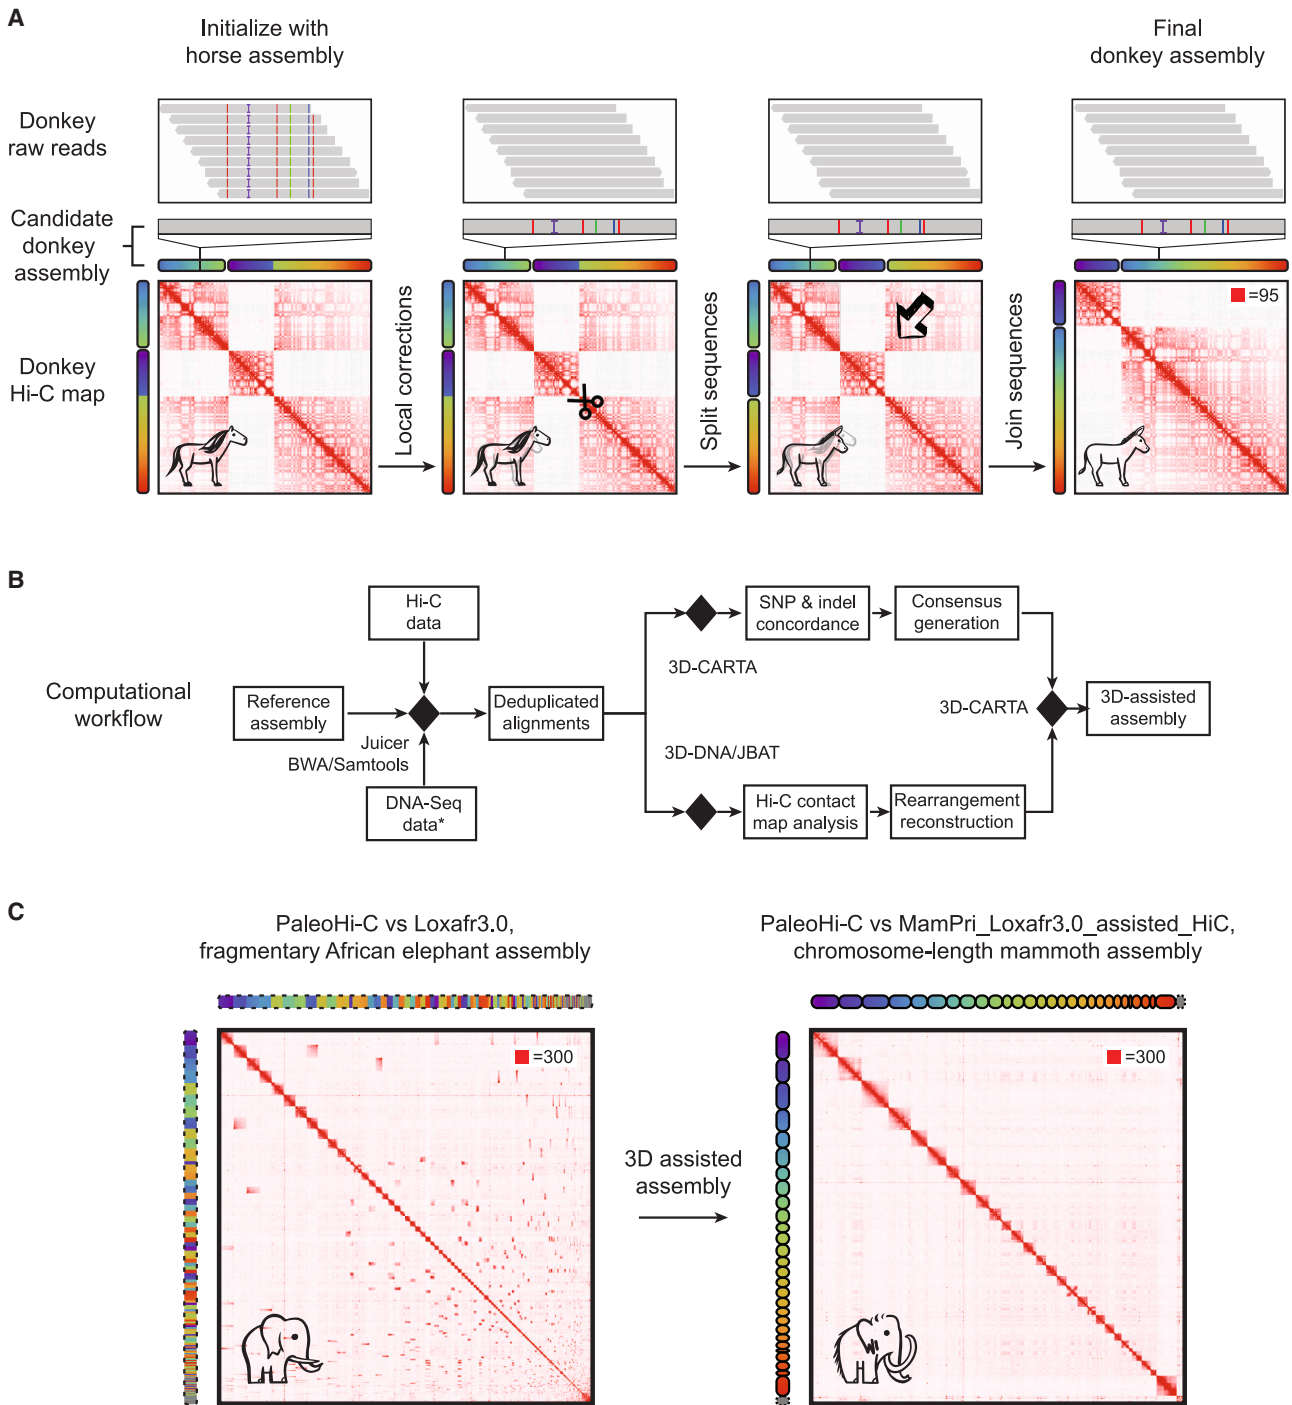 A
Initialize with
horse assembly
Final
donkey assembly
Donkey
raw reads
Candidate
donkey
assembly
Donkey
Hi-C map
Local corrections
Split sequences
Join sequences
=95
B
Computational
workflow
Hi-C
data
Reference
assembly
Juicer
BWA/Samtools
DNA-Seq
data*
Deduplicated
alignments
3D-CARTA
SNP & indel
concordance
Consensus
generation
3D-DNA/JBAT
Hi-C contact
map analysis
Rearrangement
reconstruction
3D-CARTA
3D-assisted
assembly
C
PaleoHi-C vs Loxafr3.0,
fragmentary African elephant assembly
=300
3D assisted
assembly
PaleoHi-C vs MamPri_Loxafr3.0_assisted_HiC,
chromosome-length mammoth assembly
=300